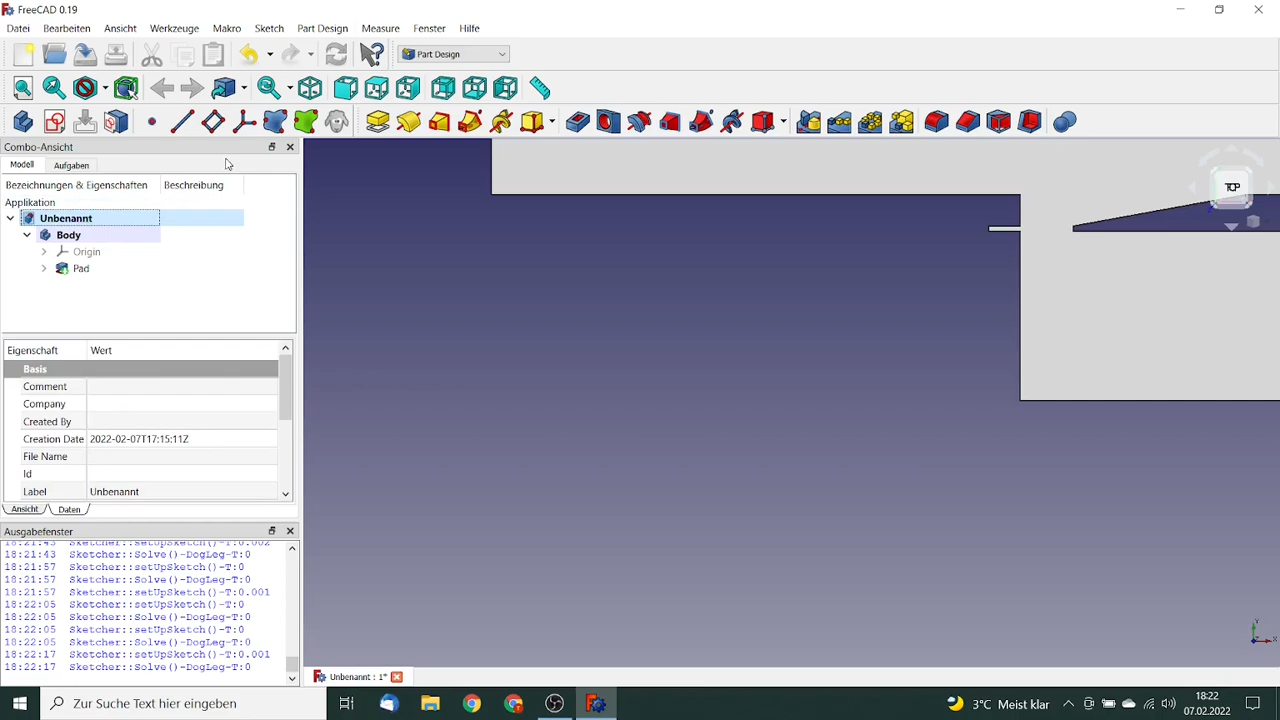 FreeCAD 0.19
Datei Bearbeiten Ansicht Werkzeuge Makro Sketch Part Design Measure Fenster Hilfe
Part Design
Combo-Ansicht
Modell Aufgaben
Bezeichnungen & Eigenschaften Beschreibung
Applikation
Unbenannt
Body
Origin
Pad
TOP
Eigenschaft Wert
Basis
Comment
Company
Created By
Creation Date 2022-02-07T17:15:11Z
File Name
Id
Label Unbenannt
Ansicht Daten
Ausgabefenster
18:21:43 Sketcher::setUpSketch()-T:0.002
18:21:43 Sketcher::Solve()-DogLeg-T:0
18:21:57 Sketcher::setUpSketch()-T:0
18:21:57 Sketcher::Solve()-DogLeg-T:0
18:21:57 Sketcher::setUpSketch()-T:0.001
18:22:05 Sketcher::setUpSketch()-T:0
18:22:05 Sketcher::Solve()-DogLeg-T:0
18:22:05 Sketcher::setUpSketch()-T:0
18:22:05 Sketcher::Solve()-DogLeg-T:0
18:22:17 Sketcher::setUpSketch()-T:0.001
18:22:17 Sketcher::Solve()-DogLeg-T:0
Y
X
Unbenannt : 1*
Zur Suche Text hier eingeben
3°C Meist klar
18:22
07.02.2022